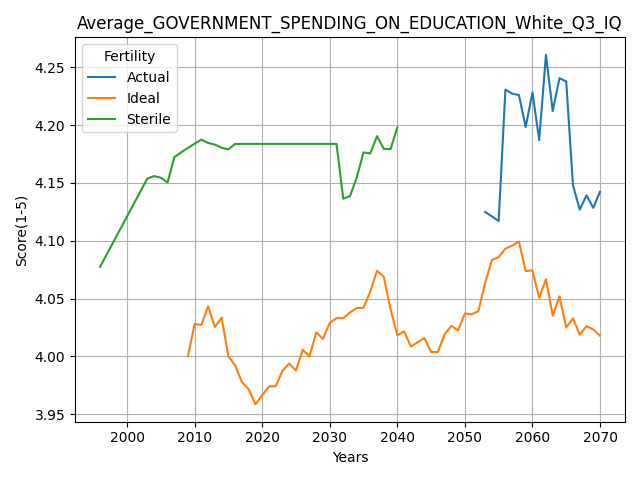 Average_GOVERNMENT_SPENDING_ON_EDUCATION_White_Q3_IQ
Fertility
Actual
Ideal
Sterile
Score(1-5)
4.25
4.20
4.15
4.10
4.05
4.00
3.95
2000 2010 2020 2030 2040 2050 2060 2070
Years